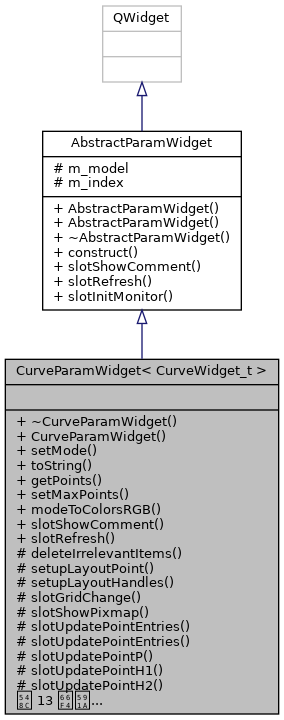 QWidget
AbstractParamWidget
# m_model
# m_index
+ AbstractParamWidget()
+ AbstractParamWidget()
+ ~AbstractParamWidget()
+ construct()
+ slotShowComment()
+ slotRefresh()
+ slotInitMonitor()
CurveParamWidget< CurveWidget_t >
+ ~CurveParamWidget()
+ CurveParamWidget()
+ setMode()
+ toString()
+ getPoints()
+ setMaxPoints()
+ modeToColorsRGB()
+ slotShowComment()
+ slotRefresh()
# deleteIrrelevantItems()
# setupLayoutPoint()
# setupLayoutHandles()
# slotGridChange()
# slotShowPixmap()
# slotUpdatePointEntries()
# slotUpdatePointEntries()
# slotUpdatePointP()
# slotUpdatePointH1()
# slotUpdatePointH2()
13 ...